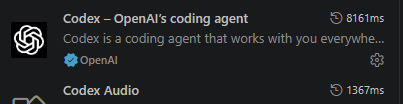 Codex – OpenAI's coding agent 8161ms
Codex is a coding agent that works with you everywhe...
OpenAI
Codex Audio 1367ms